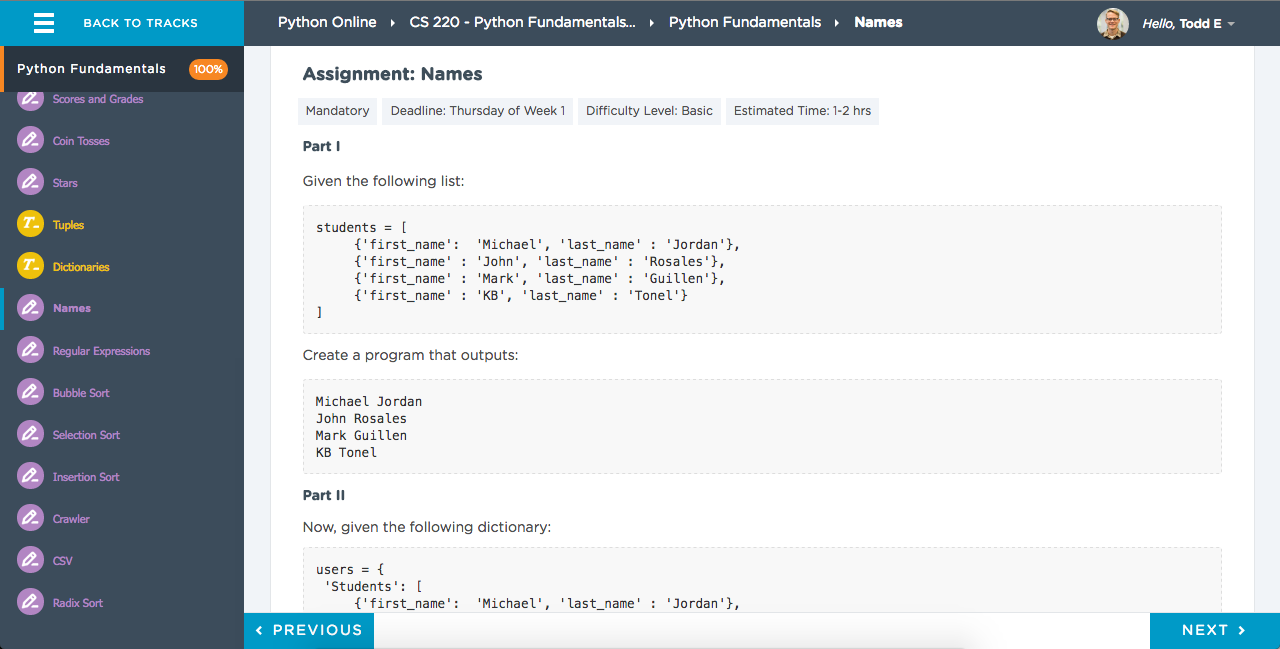 BACK TO TRACKS
Python Online › CS 220 - Python Fundamentals... › Python Fundamentals › Names
Hello, Todd E
Python Fundamentals 100%
Scores and Grades
Coin Tosses
Stars
Tuples
Dictionaries
Names
Regular Expressions
Bubble Sort
Selection Sort
Insertion Sort
Crawler
CSV
Radix Sort
Assignment: Names
Mandatory Deadline: Thursday of Week 1 Difficulty Level: Basic Estimated Time: 1-2 hrs
Part I
Given the following list:
students = [
     {'first_name':  'Michael', 'last_name' : 'Jordan'},
     {'first_name' : 'John', 'last_name' : 'Rosales'},
     {'first_name' : 'Mark', 'last_name' : 'Guillen'},
     {'first_name' : 'KB', 'last_name' : 'Tonel'}
]
Create a program that outputs:
Michael Jordan
John Rosales
Mark Guillen
KB Tonel
Part II
Now, given the following dictionary:
users = {
 'Students': [
     {'first_name':  'Michael', 'last_name' : 'Jordan'},
‹ PREVIOUS
NEXT ›